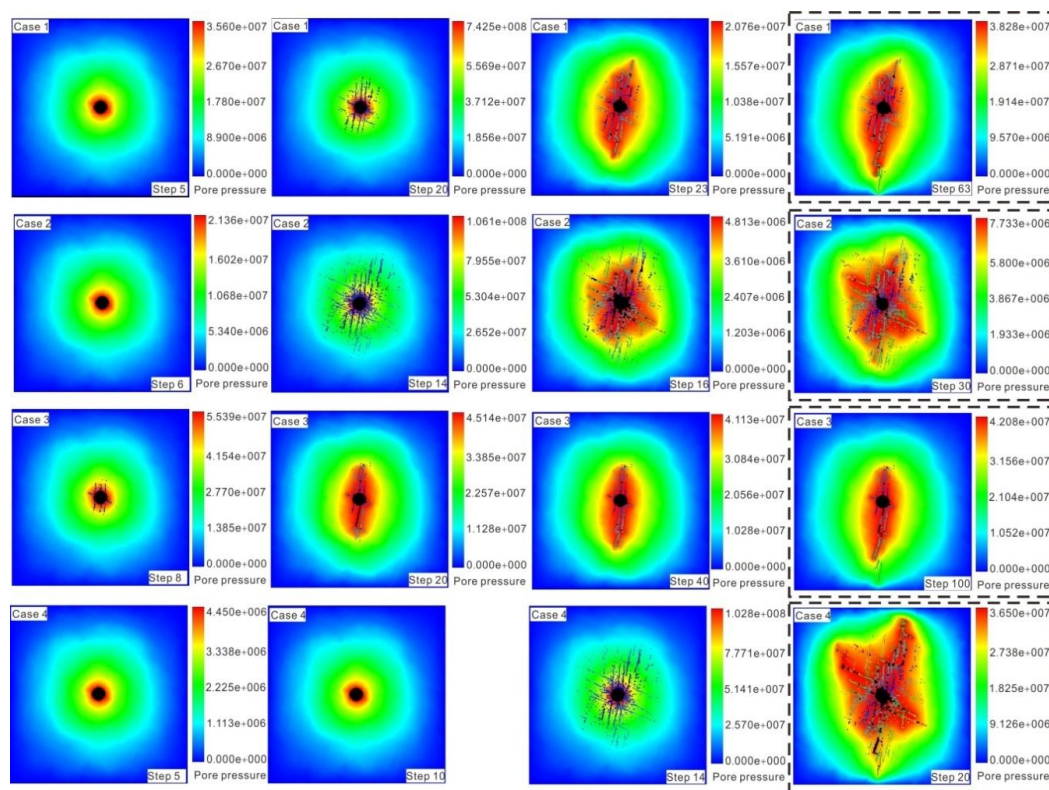 Case 1
3.560e+007
2.670e+007
1.780e+007
8.900e+006
0.000e+000
Step 5
Pore pressure
Case 1
7.425e+008
5.569e+007
3.712e+007
1.856e+007
0.000e+000
Step 20
Pore pressure
Case 1
2.076e+007
1.557e+007
1.038e+007
5.191e+006
0.000e+000
Step 23
Pore pressure
Case 1
3.828e+007
2.871e+007
1.914e+007
9.570e+006
0.000e+000
Step 63
Pore pressure
Case 2
2.136e+007
1.602e+007
1.068e+007
5.340e+006
0.000e+000
Step 6
Pore pressure
Case 2
1.061e+008
7.955e+007
5.304e+007
2.652e+007
0.000e+000
Step 14
Pore pressure
Case 2
4.813e+006
3.610e+006
2.407e+006
1.203e+006
0.000e+000
Step 16
Pore pressure
Case 2
7.733e+006
5.800e+006
3.867e+006
1.933e+006
0.000e+000
Step 30
Pore pressure
Case 3
5.539e+007
4.154e+007
2.770e+007
1.385e+007
0.000e+000
Step 8
Pore pressure
Case 3
4.514e+007
3.385e+007
2.257e+007
1.128e+007
0.000e+000
Step 20
Pore pressure
Case 3
4.113e+007
3.084e+007
2.056e+007
1.028e+007
0.000e+000
Step 40
Pore pressure
Case 3
4.208e+007
3.156e+007
2.104e+007
1.052e+007
0.000e+000
Step 100
Pore pressure
Case 4
4.450e+006
3.338e+006
2.225e+006
1.113e+006
0.000e+000
Step 5
Pore pressure
Case 4
Step 10
Case 4
1.028e+008
7.771e+007
5.141e+007
2.570e+007
0.000e+000
Step 14
Pore pressure
Case 4
3.650e+007
2.738e+007
1.825e+007
9.126e+006
0.000e+000
Step 20
Pore pressure